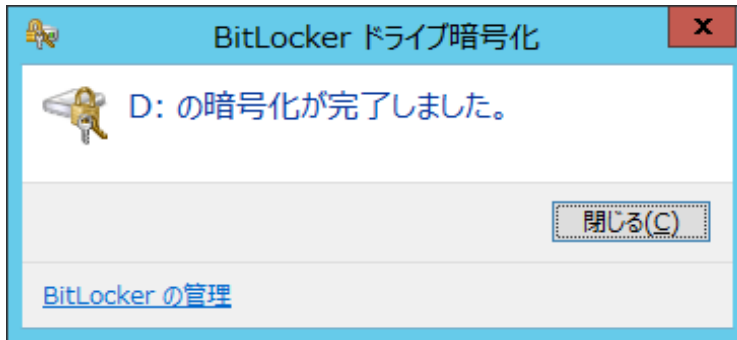 BitLocker ドライブ暗号化
D: の暗号化が完了しました。
閉じる(C)
BitLocker の管理